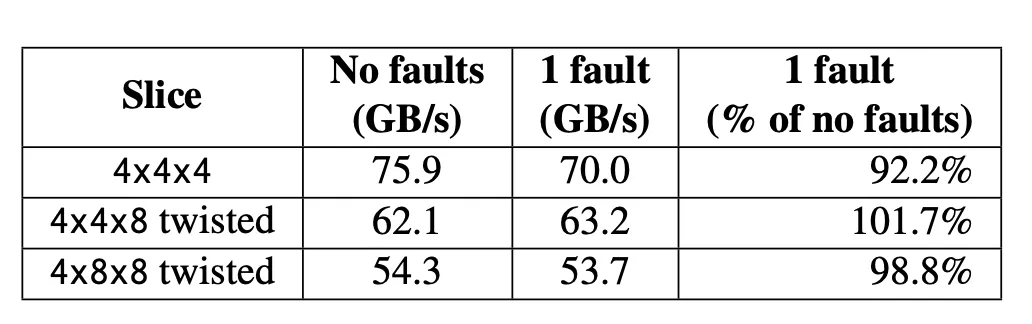 Slice No faults (GB/s) 1 fault (GB/s) 1 fault (% of no faults)
4x4x4 75.9 70.0 92.2%
4x4x8 twisted 62.1 63.2 101.7%
4x8x8 twisted 54.3 53.7 98.8%